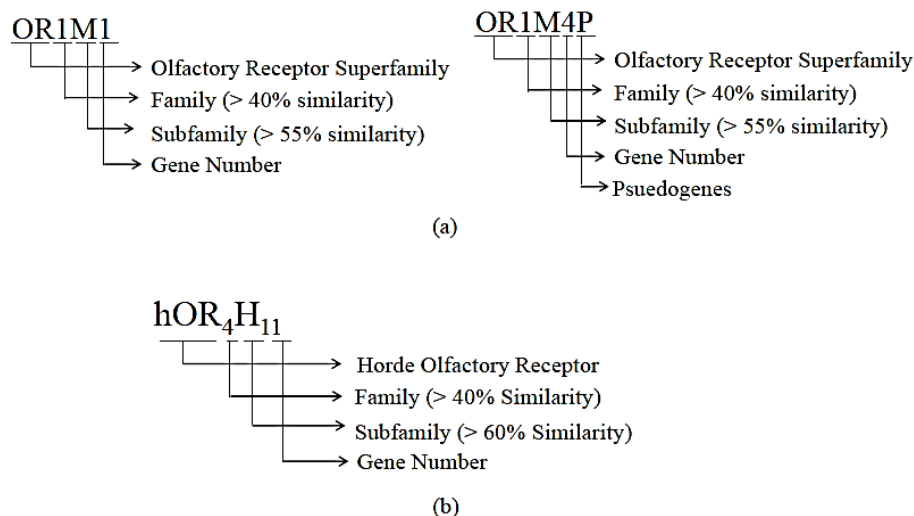 OR1M1
Olfactory Receptor Superfamily
Family (> 40% similarity)
Subfamily (> 55% similarity)
Gene Number
OR1M4P
Olfactory Receptor Superfamily
Family (> 40% similarity)
Subfamily (> 55% similarity)
Gene Number
Psuedogenes
(a)
hOR₄H₁₁
Horde Olfactory Receptor
Family (> 40% Similarity)
Subfamily (> 60% Similarity)
Gene Number
(b)